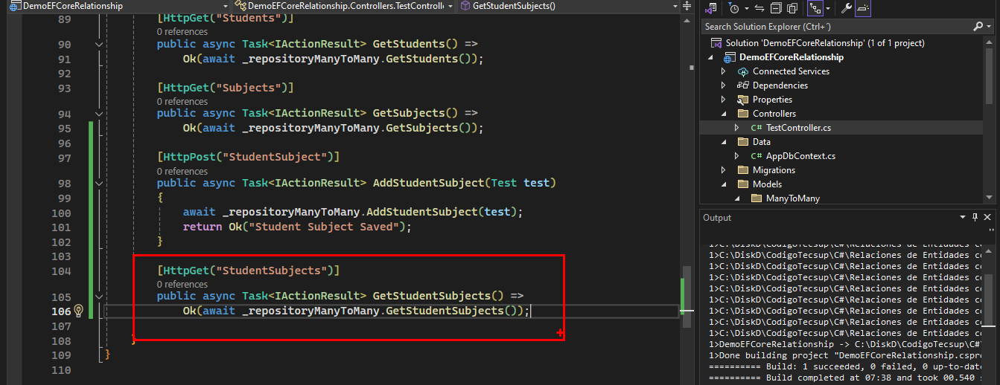 DemoEFCoreRelationship
DemoEFCoreRelationship.Controllers.TestController
GetStudentSubjects()
89 [HttpGet("Students")]
0 references
90 public async Task<IActionResult> GetStudents() =>
91 Ok(await _repositoryManyToMany.GetStudents());
92
93 [HttpGet("Subjects")]
0 references
94 public async Task<IActionResult> GetSubjects() =>
95 Ok(await _repositoryManyToMany.GetSubjects());
96
97 [HttpPost("StudentSubject")]
0 references
98 public async Task<IActionResult> AddStudentSubject(Test test)
99 {
100 await _repositoryManyToMany.AddStudentSubject(test);
101 return Ok("Student Subject Saved");
102 }
103
104 [HttpGet("StudentSubjects")]
0 references
105 public async Task<IActionResult> GetStudentSubjects() =>
106 Ok(await _repositoryManyToMany.GetStudentSubjects());
107
108 }
109 }
110
Search Solution Explorer (Ctrl+´)
Solution 'DemoEFCoreRelationship' (1 of 1 project)
DemoEFCoreRelationship
Connected Services
Dependencies
Properties
Controllers
C# TestController.cs
Data
C# AppDbContext.cs
Migrations
Models
ManyToMany
Output
1>C:\DiskD\CodigoTecsup\C#\Relaciones de Entidades c
1>C:\DiskD\CodigoTecsup\C#\Relaciones de Entidades c
1>C:\DiskD\CodigoTecsup\C#\Relaciones de Entidades c
1>C:\DiskD\CodigoTecsup\C#\Relaciones de Entidades c
1>C:\DiskD\CodigoTecsup\C#\Relaciones de Entidades c
1>C:\DiskD\CodigoTecsup\C#\Relaciones de Entidades c
1>C:\DiskD\CodigoTecsup\C#\Relaciones de Entidades c
1>C:\DiskD\CodigoTecsup\C#\Relaciones de Entidades c
1>C:\DiskD\CodigoTecsup\C#\Relaciones de Entidades c
1>DemoEFCoreRelationship -> C:\DiskD\CodigoTecsup\C#\
1>Done building project "DemoEFCoreRelationship.cspro
========== Build: 1 succeeded, 0 failed, 0 up-to-dat
========== Build completed at 07:38 and took 00.540 s